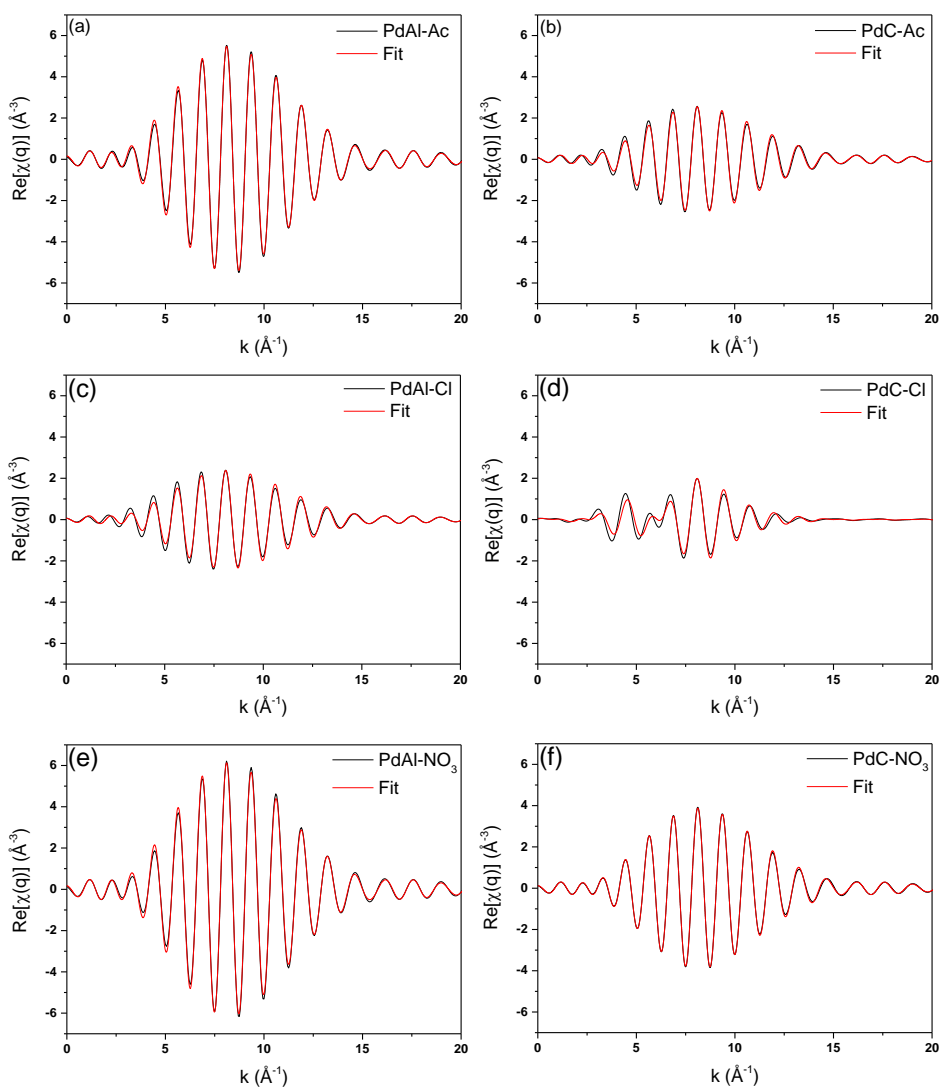 (a)
PdAl-Ac
Fit
Re[χ(q)] (Å⁻³)
6
4
2
0
-2
-4
-6
0 5 10 15 20
k (Å⁻¹)
(b)
PdC-Ac
Fit
Re[χ(q)] (Å⁻³)
6
4
2
0
-2
-4
-6
0 5 10 15 20
k (Å⁻¹)
(c)
PdAl-Cl
Fit
Re[χ(qχ)] (Å⁻³)
6
4
2
0
-2
-4
-6
0 5 10 15 20
k (Å⁻¹)
(d)
PdC-Cl
Fit
Re[χ(q)] (Å⁻³)
6
4
2
0
-2
-4
-6
0 5 10 15 20
k (Å⁻¹)
(e)
PdAl-NO₃
Fit
Re[χ(q)] (Å⁻³)
6
4
2
0
-2
-4
-6
0 5 10 15 20
k (Å⁻¹)
(f)
PdC-NO₃
Fit
Re[χ(q)] (Å⁻³)
6
4
2
0
-2
-4
-6
0 5 10 15 20
k (Å⁻¹)